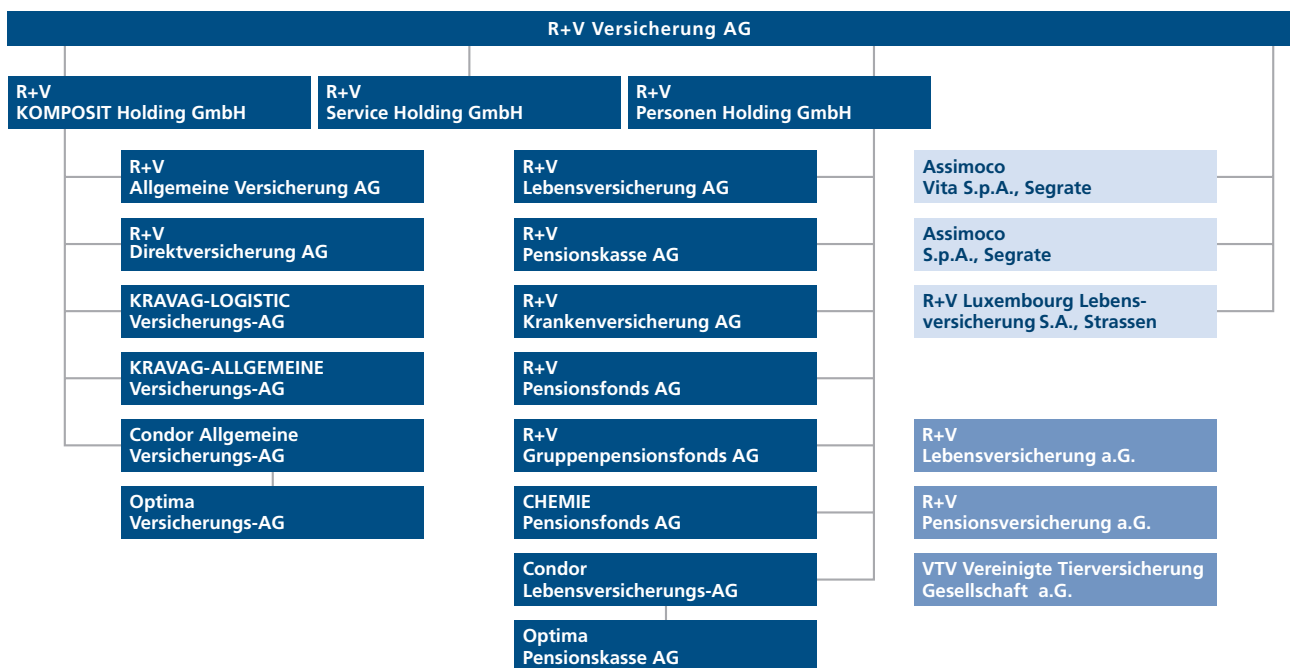 R+V Versicherung AG
R+V
KOMPOSIT Holding GmbH
R+V
Service Holding GmbH
R+V
Personen Holding GmbH
R+V
Allgemeine Versicherung AG
R+V
Direktversicherung AG
KRAVAG-LOGISTIC
Versicherungs-AG
KRAVAG-ALLGEMEINE
Versicherungs-AG
Condor Allgemeine
Versicherungs-AG
Optima
Versicherungs-AG
R+V
Lebensversicherung AG
R+V
Pensionskasse AG
R+V
Krankenversicherung AG
R+V
Pensionsfonds AG
R+V
Gruppenpensionsfonds AG
CHEMIE
Pensionsfonds AG
Condor
Lebensversicherungs-AG
Optima
Pensionskasse AG
Assimoco
Vita S.p.A., Segrate
Assimoco
S.p.A., Segrate
R+V Luxembourg Lebens-
versicherung S.A., Strassen
R+V
Lebensversicherung a.G.
R+V
Pensionsversicherung a.G.
VTV Vereinigte Tierversicherung
Gesellschaft a.G.